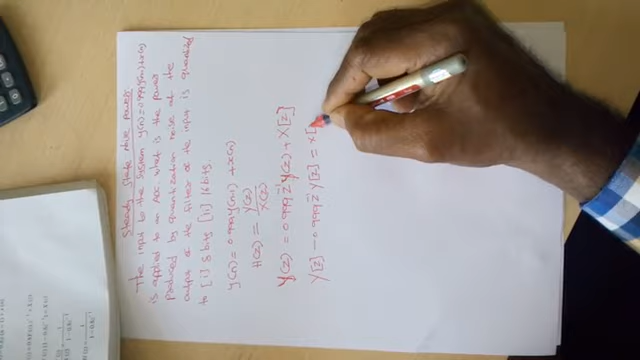 Steady state noise power
The input to the system y(n)=0.999y(n-1)+x(n)
is applied to an ADC. what is the power
produced by quantization noise at the
output of the filter if the input is quantized
to [i] 8 bits [ii] 16 bits.
y(n) = 0.999y(n-1) + x(n)
H(z) = Y(z)/X(z)
Y(z) = 0.999z⁻¹Y(z) + X[z]
Y[z] - 0.999z⁻¹Y[z] = X[